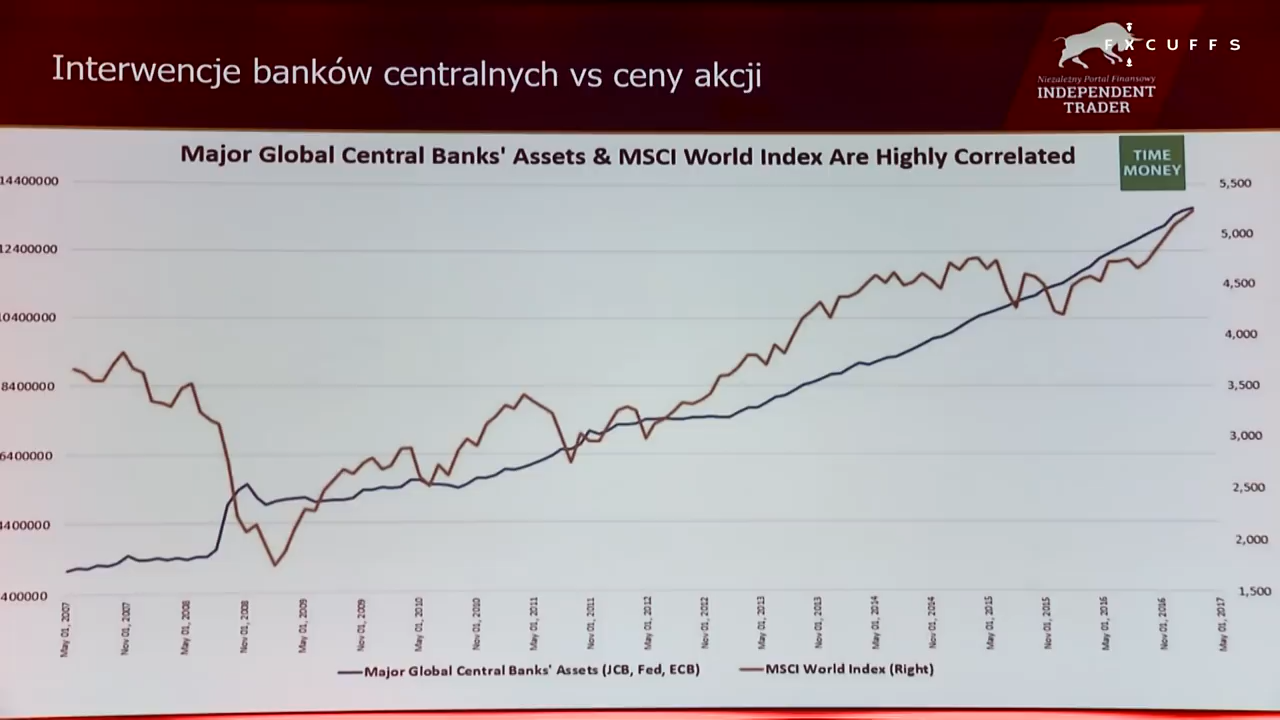 Interwencje banków centralnych vs ceny akcji
FXCUFFS
Niezależny Portal Finansowy
INDEPENDENT
TRADER
Major Global Central Banks' Assets & MSCI World Index Are Highly Correlated
TIME
MONEY
14400000
12400000
10400000
8400000
6400000
4400000
400000
5,500
5,000
4,500
4,000
3,500
3,000
2,500
2,000
1,500
May 01, 2007
Nov 01, 2007
May 01, 2008
Nov 01, 2008
May 01, 2009
Nov 01, 2009
May 01, 2010
Nov 01, 2010
May 01, 2011
Nov 01, 2011
May 01, 2012
Nov 01, 2012
May 01, 2013
Nov 01, 2013
May 01, 2014
Nov 01, 2014
May 01, 2015
Nov 01, 2015
May 01, 2016
Nov 01, 2016
May 01, 2017
Major Global Central Banks' Assets (JCB, Fed, ECB)
MSCI World Index (Right)